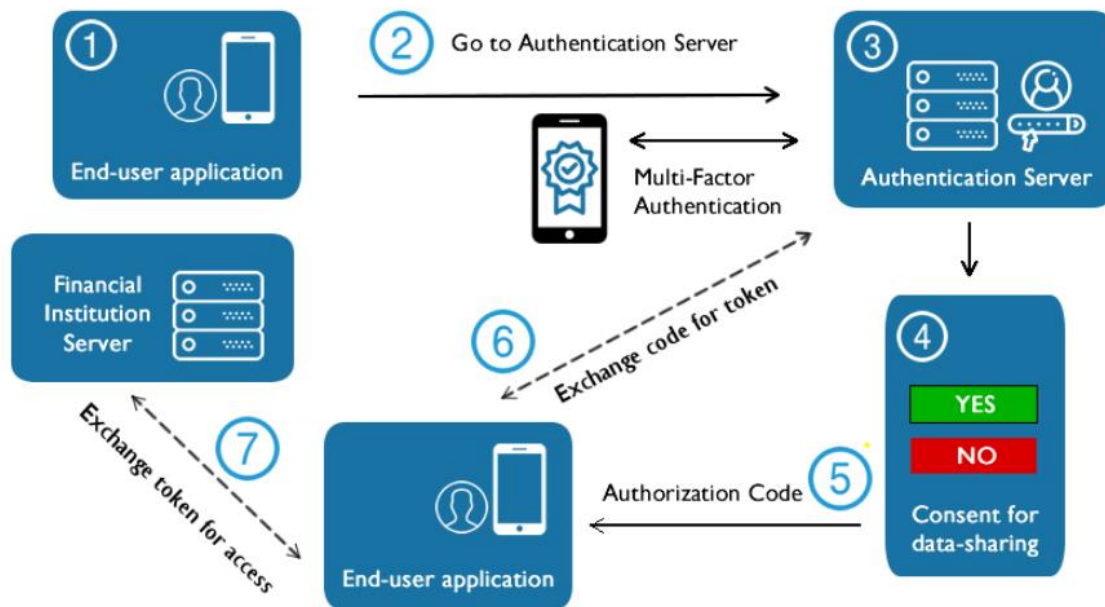 1
End-user application
2
Go to Authentication Server
3
Authentication Server
Multi-Factor
Authentication
Financial
Institution
Server
4
YES
NO
Consent for
data-sharing
5
Authorization Code
6
Exchange code for token
End-user application
7
Exchange token for access